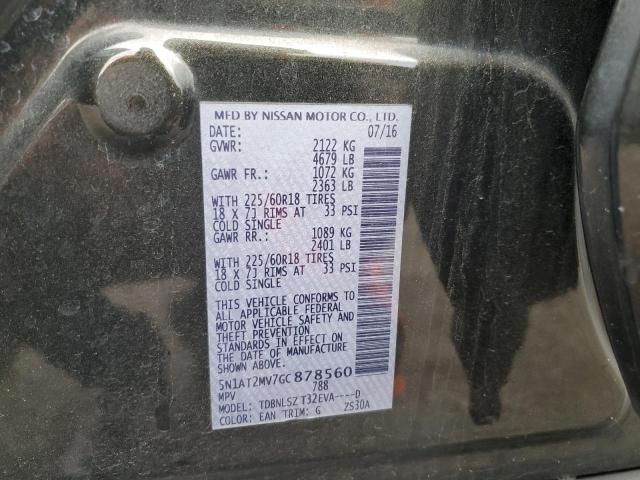 MFD BY NISSAN MOTOR CO., LTD.
DATE: 07/16
GVWR: 2122 KG
4679 LB
GAWR FR.: 1072 KG
2363 LB
WITH 225/60R18 TIRES
18 X 7J RIMS AT 33 PSI
COLD SINGLE
GAWR RR.: 1089 KG
2401 LB
WITH 225/60R18 TIRES
18 X 7J RIMS AT 33 PSI
COLD SINGLE
THIS VEHICLE CONFORMS TO
ALL APPLICABLE FEDERAL
MOTOR VEHICLE SAFETY AND
THEFT PREVENTION
STANDARDS IN EFFECT ON
THE DATE OF MANUFACTURE
SHOWN ABOVE.
5N1AT2MV7GC878560
MPV 788
MODEL: TDBNLSZ T32EVA----D
COLOR: EAN TRIM: G ZS30A